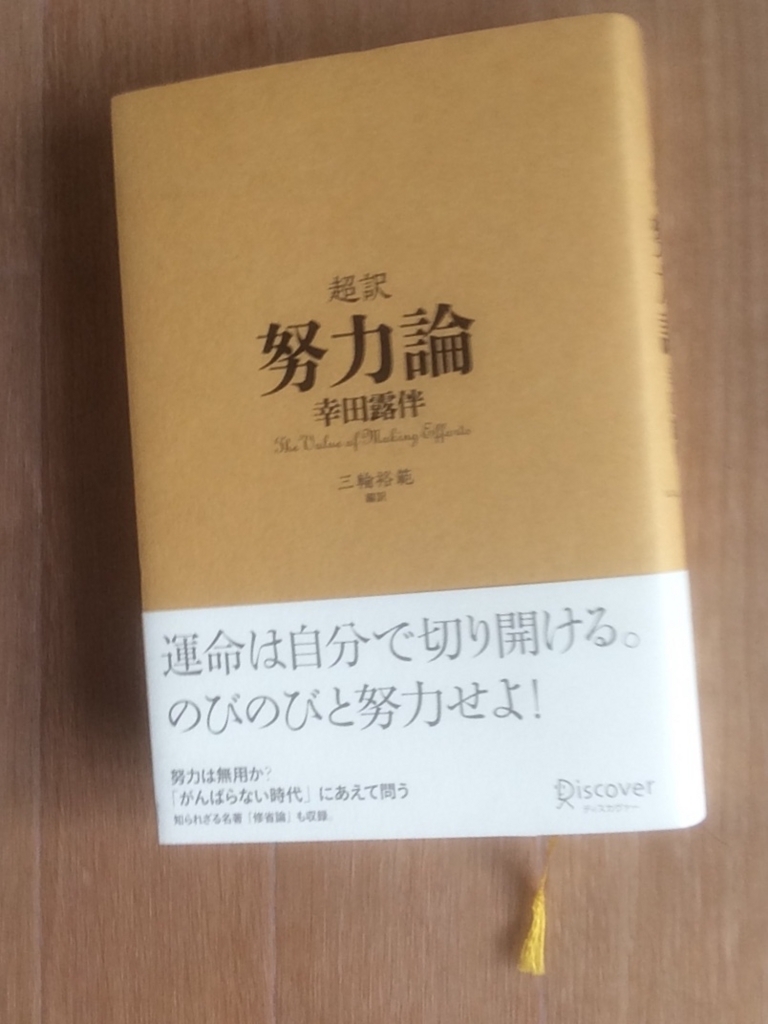 超訳
努力論
幸田露伴
The Value of Making Efforts
三輪裕範
編訳
運命は自分で切り開ける。
のびのびと努力せよ!
努力は無用か?
「がんばらない時代」にあえて問う
知られざる名著「修省論」も収録。
Discover
ディスカヴァー